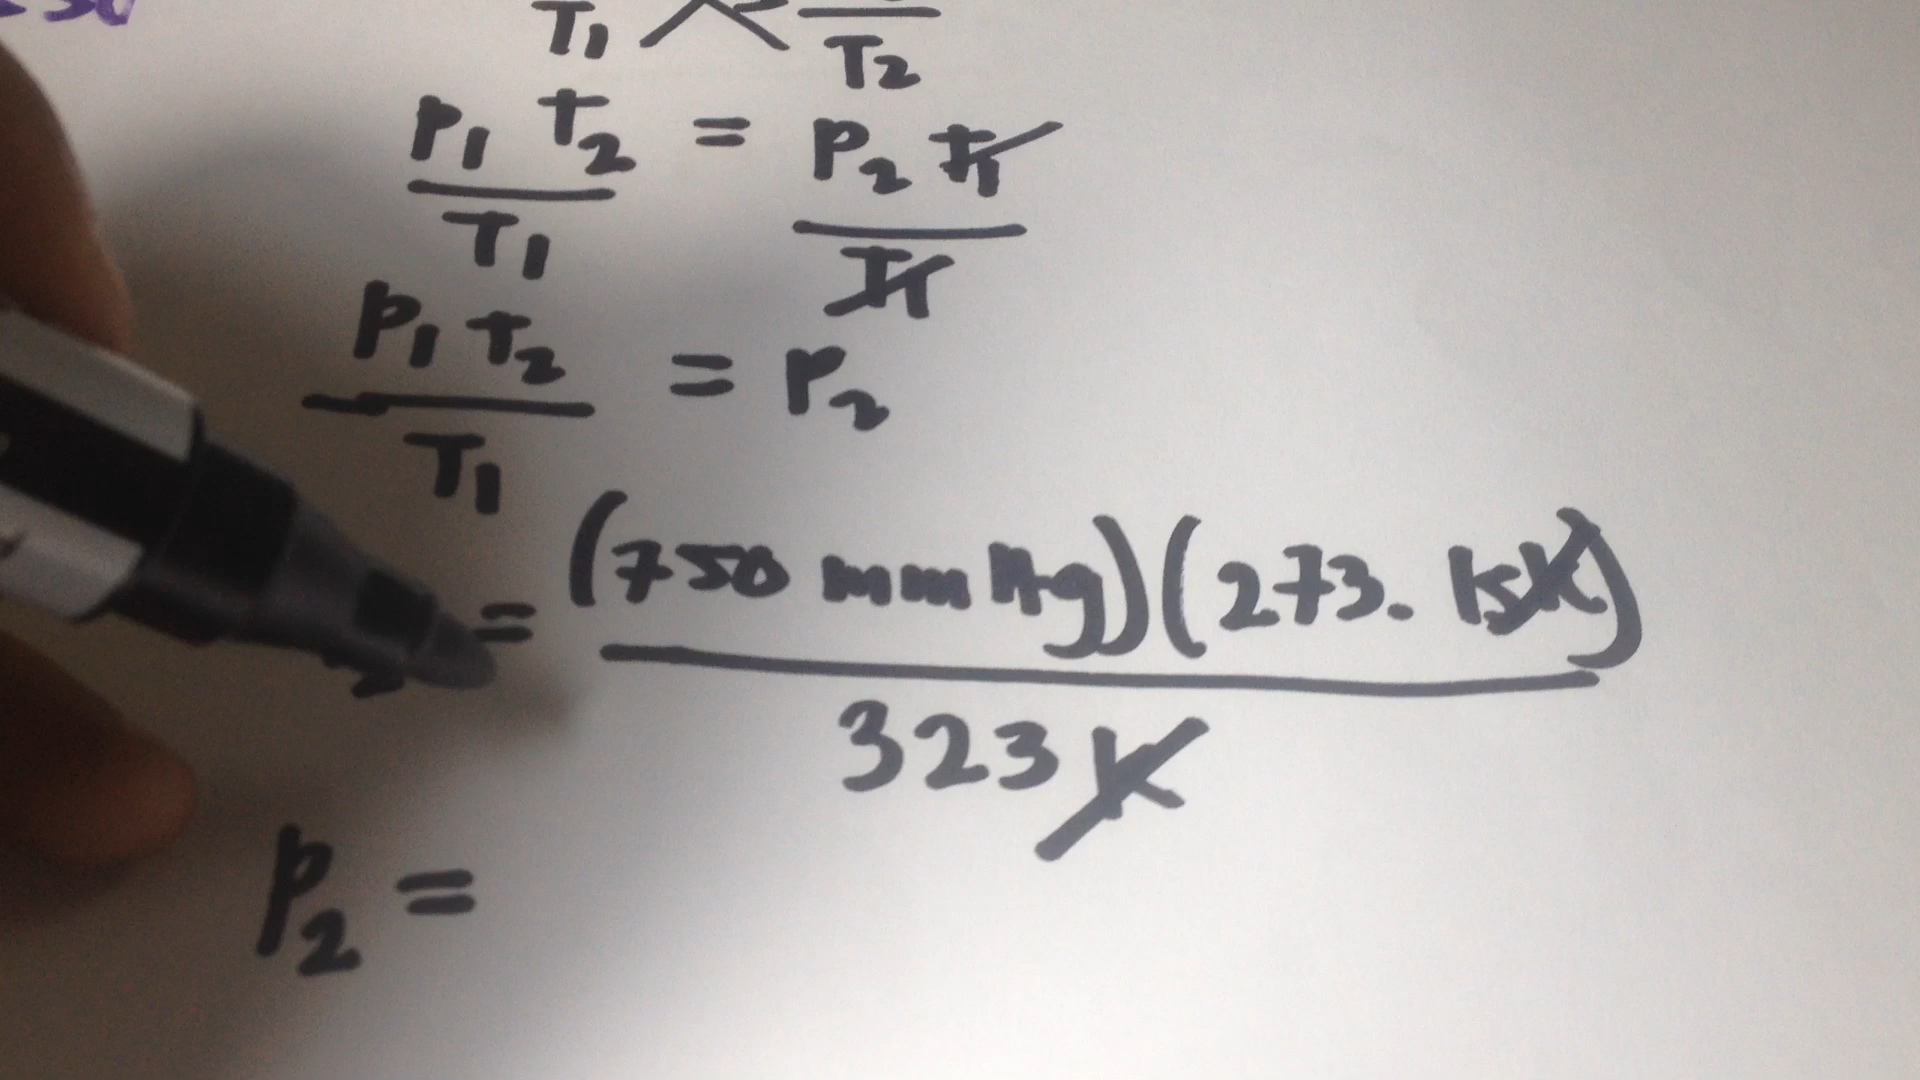 T1 T2
P1 T2 = P2 T1
T1 T1
P1 T2 = P2
T1
= (750 mmHg)(273.15K)
323K
P2 =